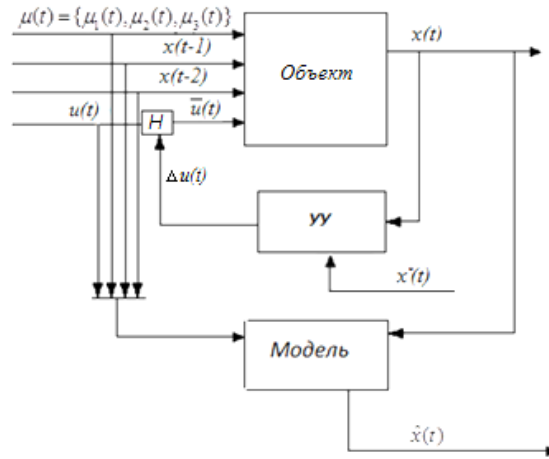 μ(t) = {μ₁(t), μ₂(t), μ₃(t)}
x(t-1)
x(t-2)
u(t)
H
ū(t)
Объект
x(t)
Δu(t)
УУ
x*(t)
Модель
x̂(t)